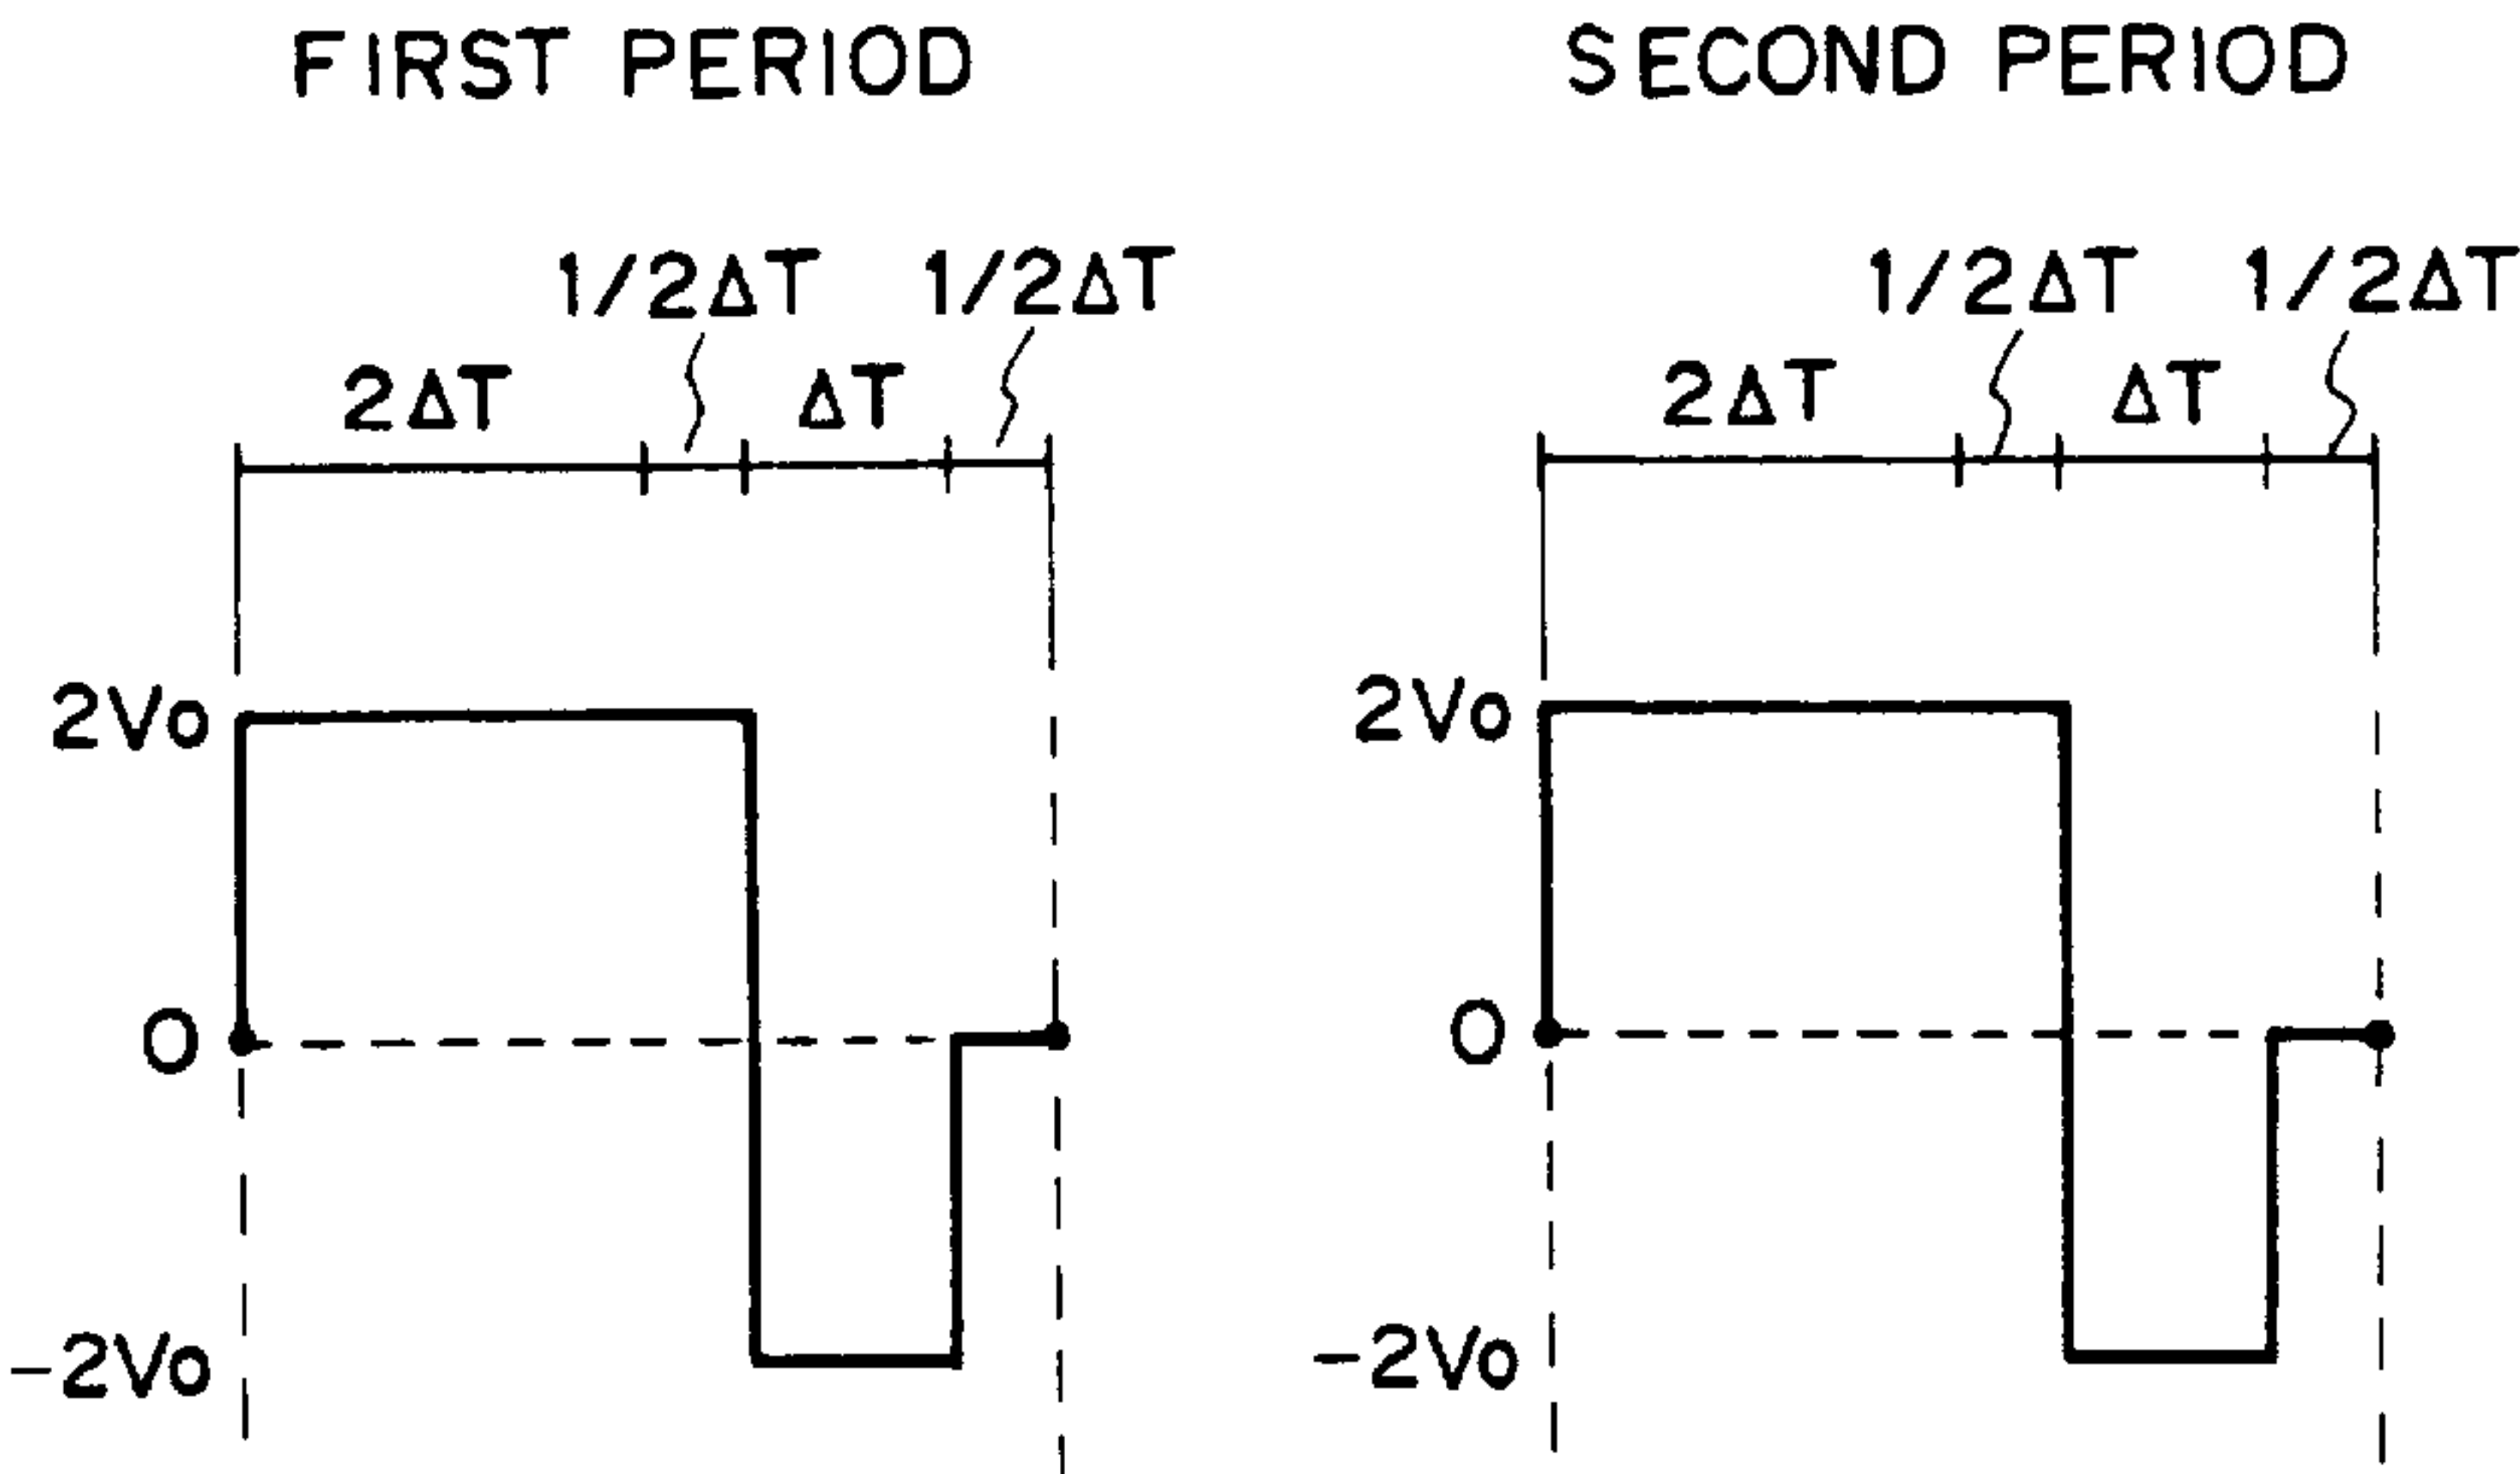 FIRST PERIOD SECOND PERIOD
1/2ΔT 1/2ΔT 1/2ΔT 1/2ΔT
2ΔT ΔT 2ΔT ΔT
2Vo 2Vo
0 0
-2Vo -2Vo